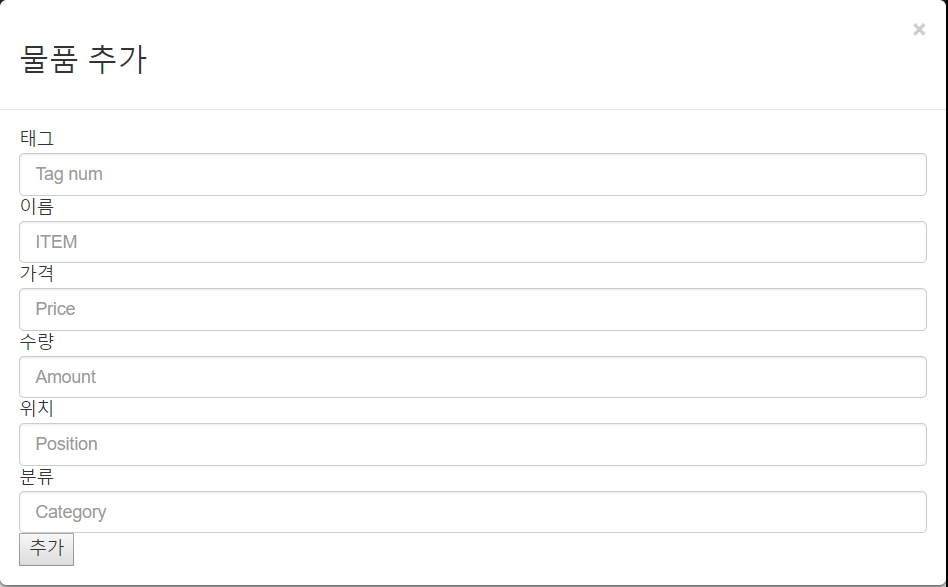 ×
물품 추가
태그
Tag num
이름
ITEM
가격
Price
수량
Amount
위치
Position
분류
Category
추가